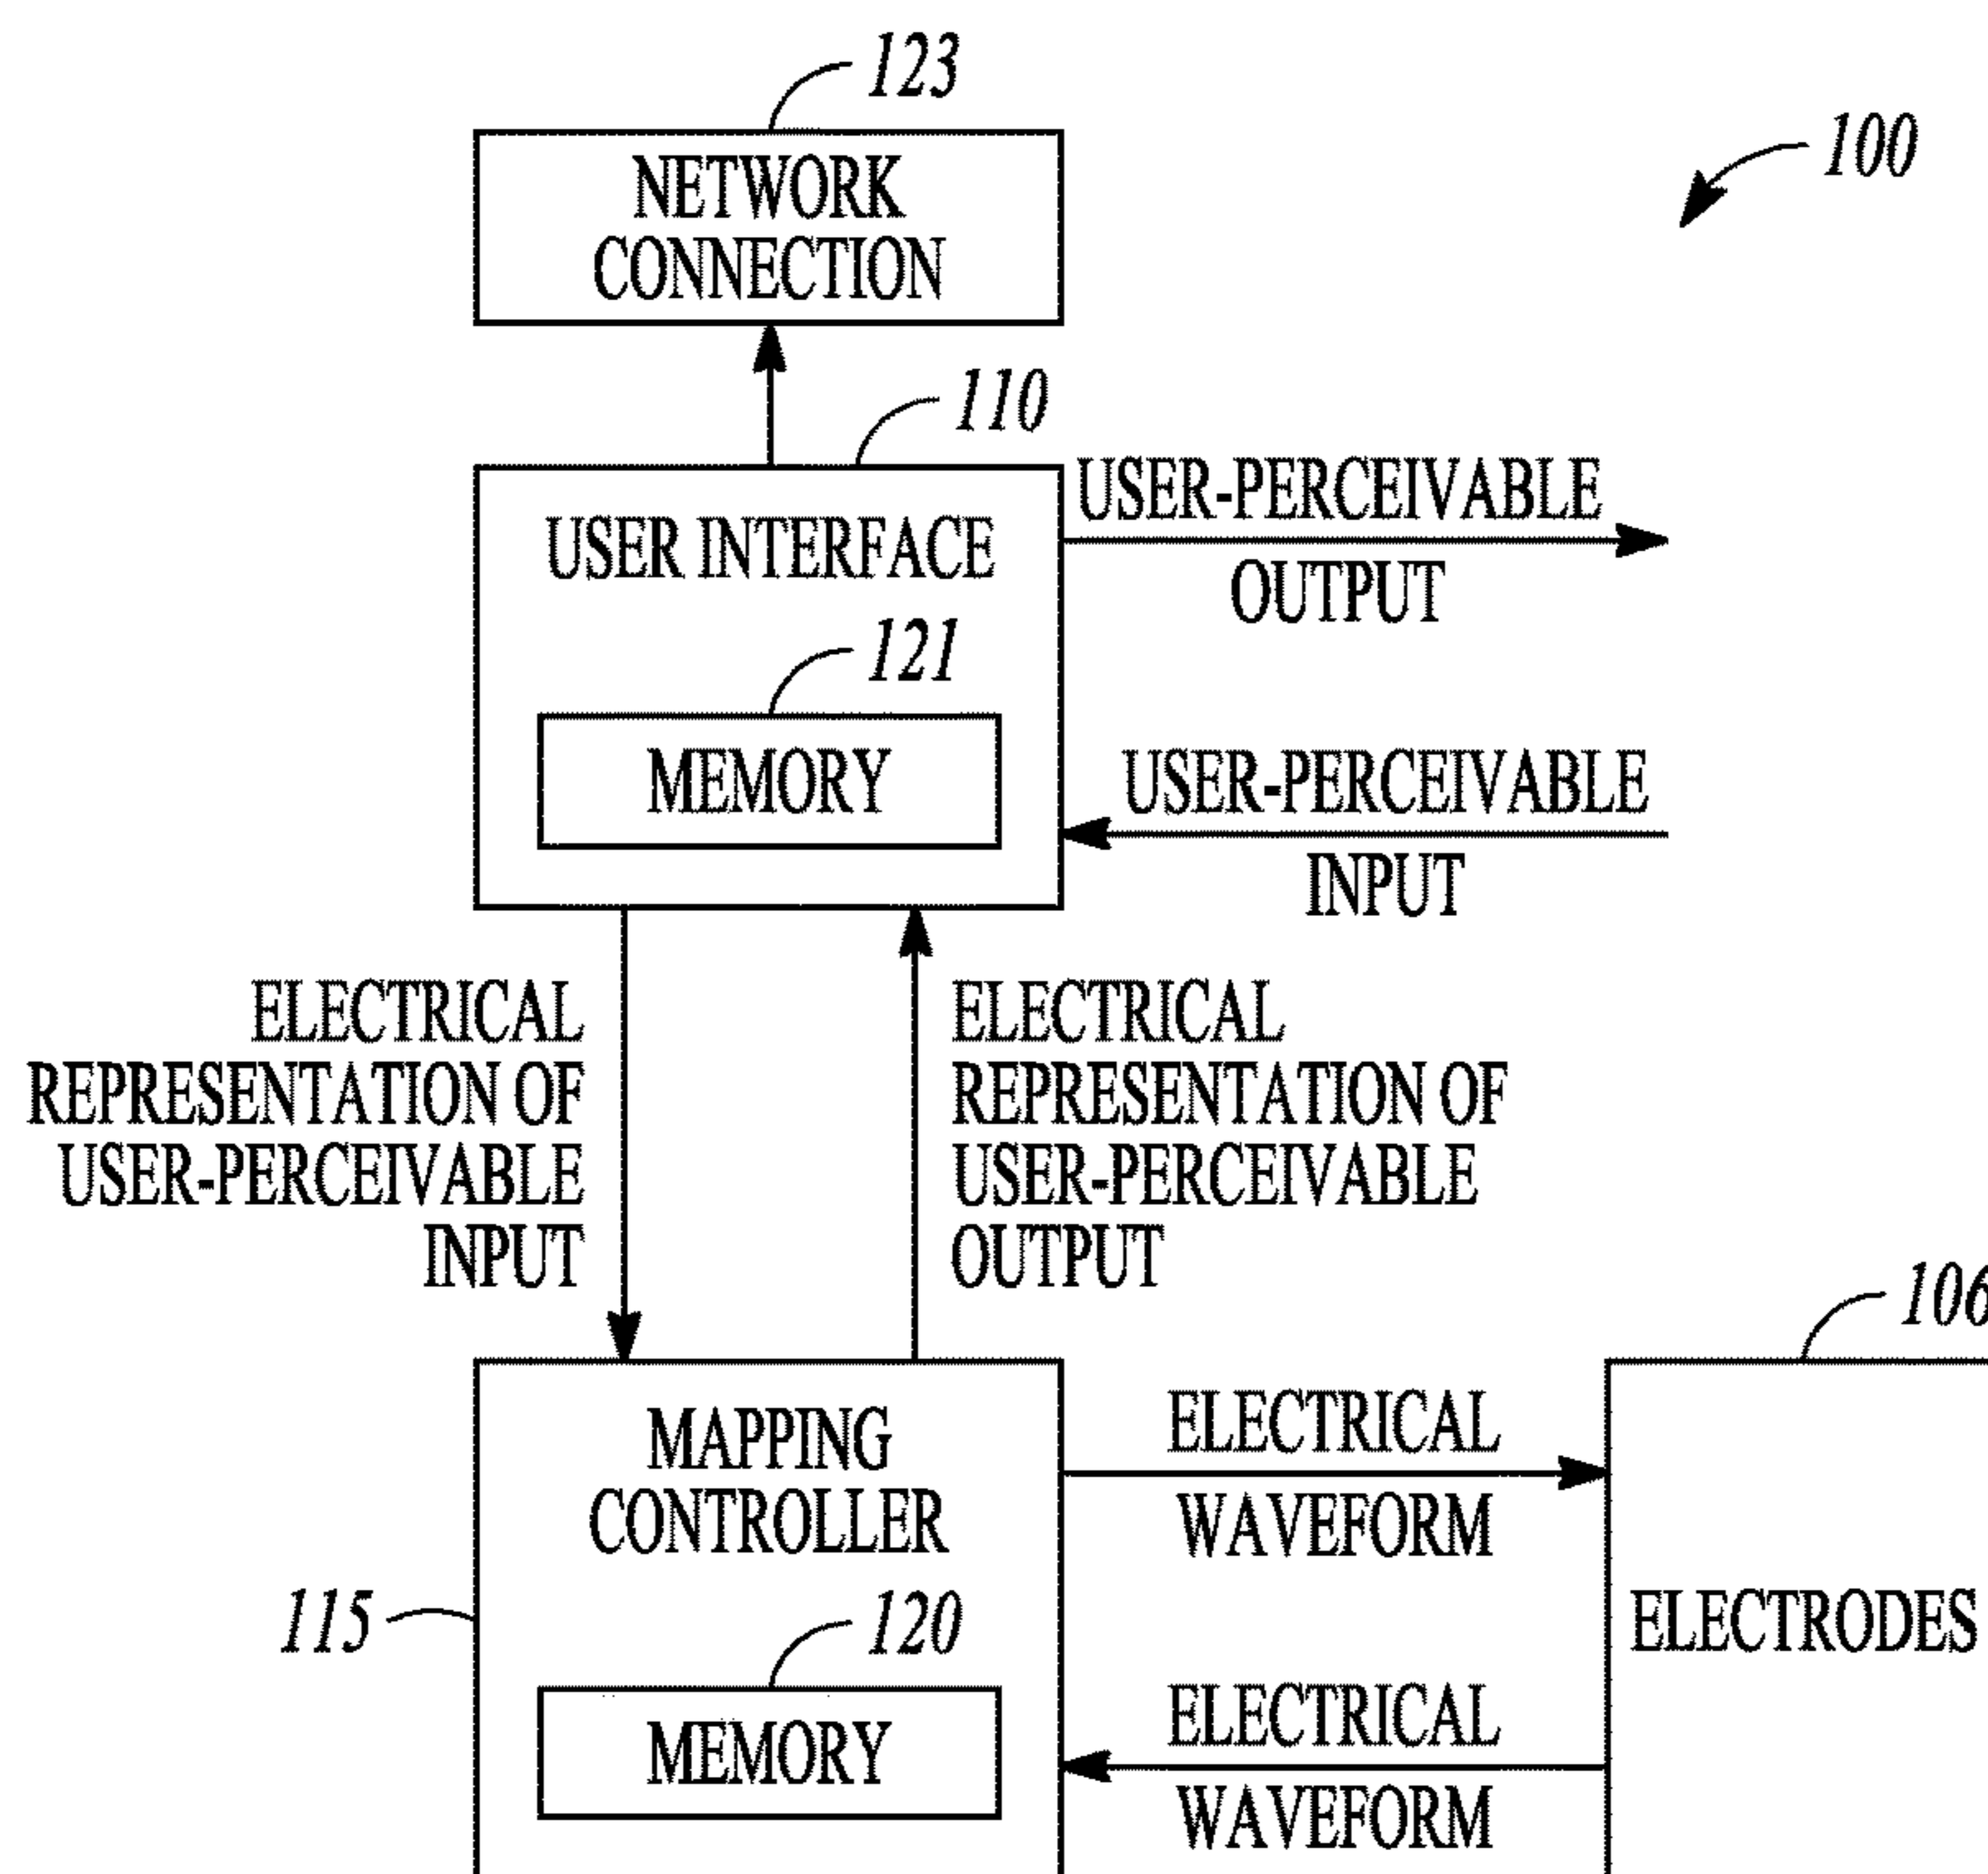 123
NETWORK
CONNECTION
100
110
USER INTERFACE
USER-PERCEIVABLE
OUTPUT
121
MEMORY
USER-PERCEIVABLE
INPUT
ELECTRICAL
REPRESENTATION OF
USER-PERCEIVABLE
INPUT
ELECTRICAL
REPRESENTATION OF
USER-PERCEIVABLE
OUTPUT
106
MAPPING
CONTROLLER
115
120
MEMORY
ELECTRICAL
WAVEFORM
ELECTRICAL
WAVEFORM
ELECTRODES